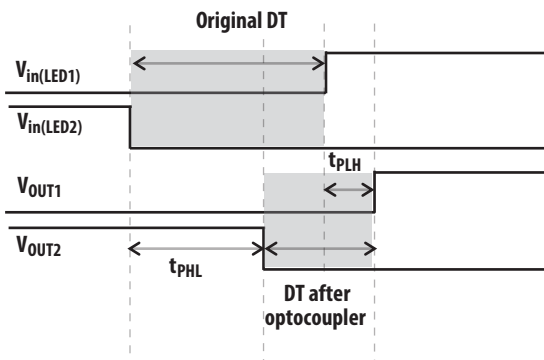 Original DT
Vin(LED1)
Vin(LED2)
tPLH
VOUT1
VOUT2
tPHL
DT after
optocoupler